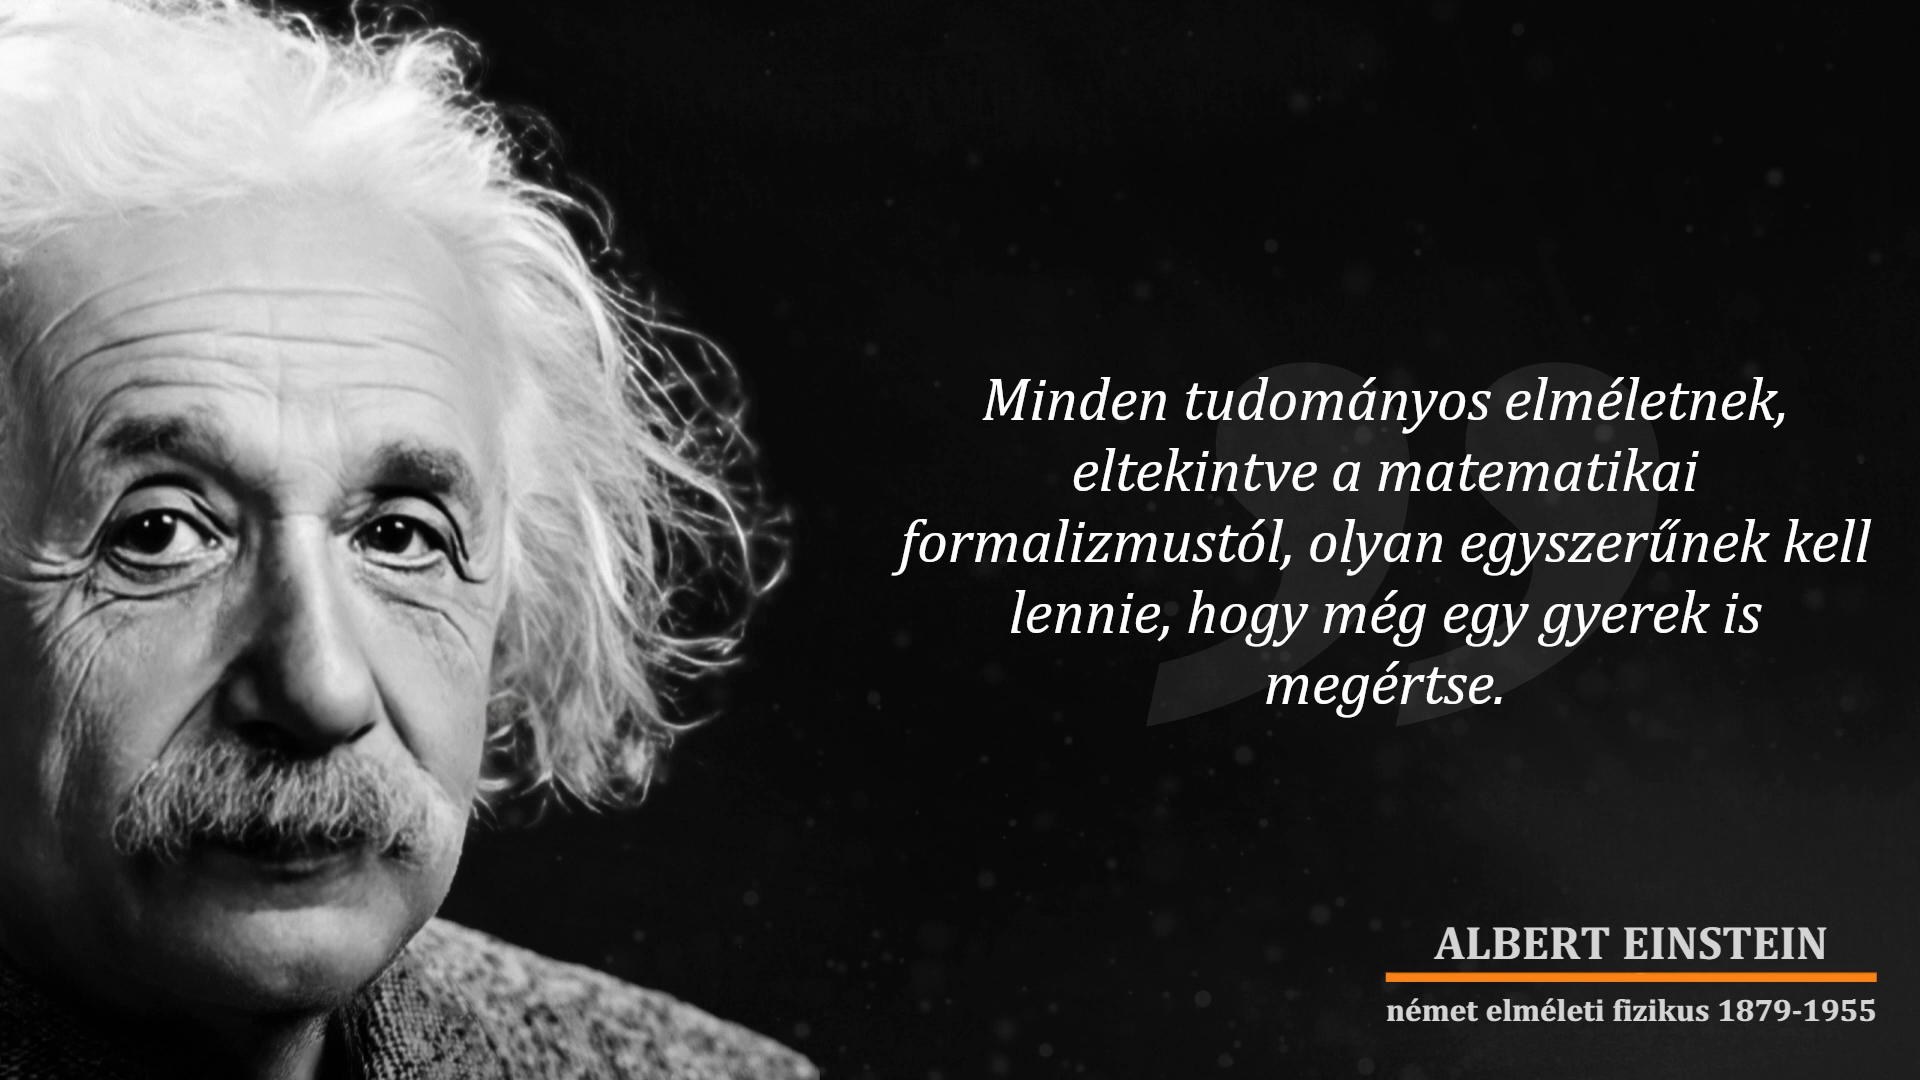 Minden tudományos elméletnek,
eltekintve a matematikai
formalizmustól, olyan egyszerűnek kell
lennie, hogy még egy gyerek is
megértse.
ALBERT EINSTEIN
német elméleti fizikus 1879-1955